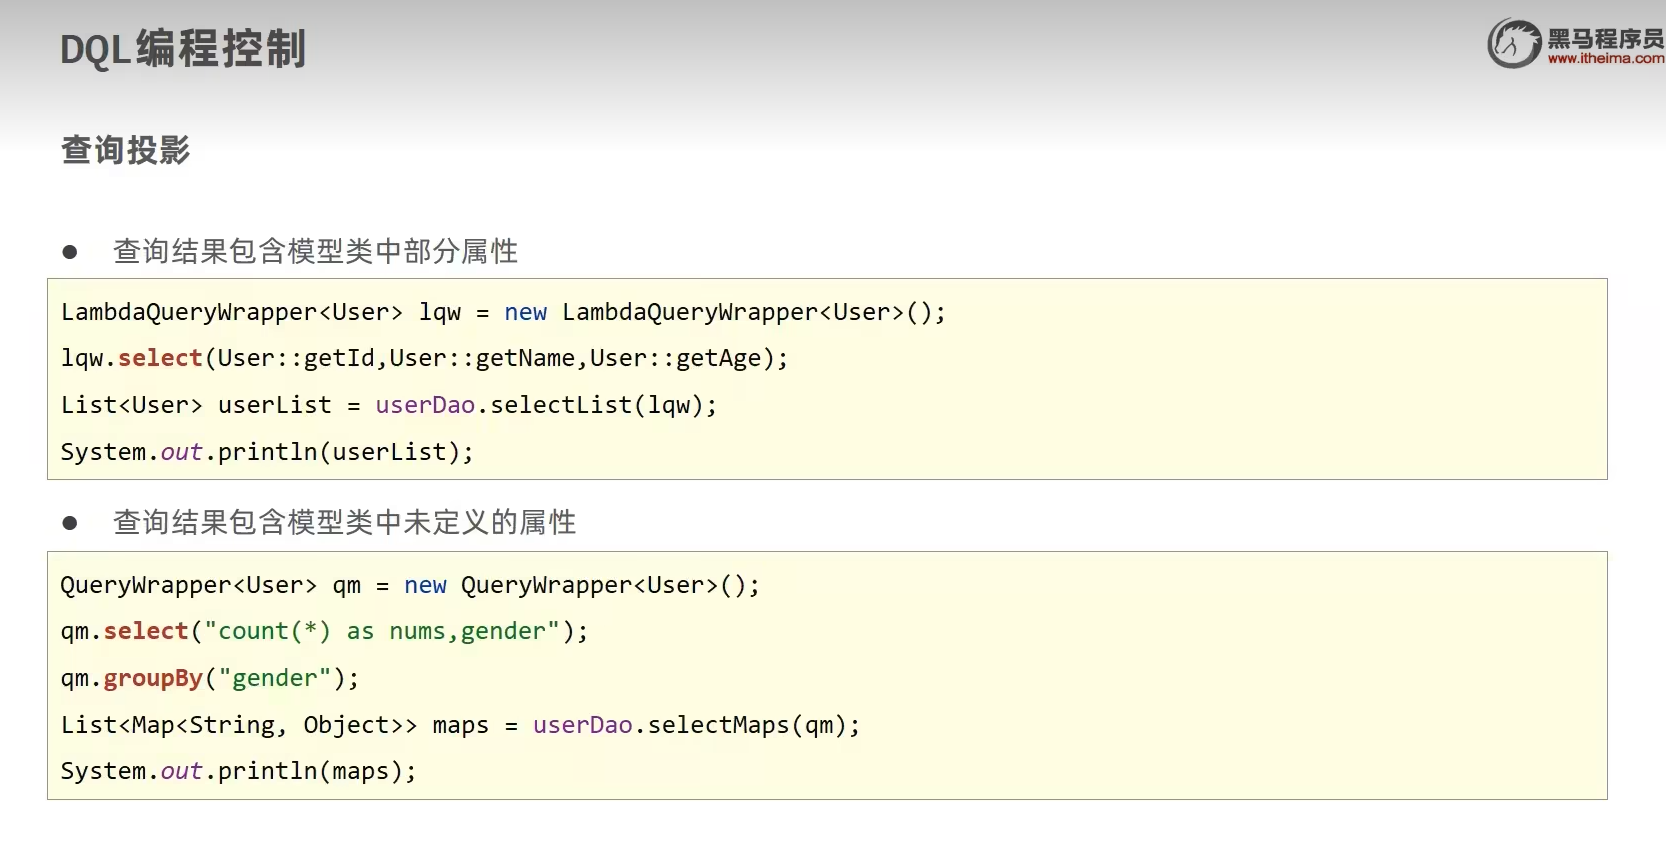 DQL编程控制
黑马程序员
www.itheima.com
查询投影
● 查询结果包含模型类中部分属性
LambdaQueryWrapper<User> lqw = new LambdaQueryWrapper<User>();
lqw.select(User::getId,User::getName,User::getAge);
List<User> userList = userDao.selectList(lqw);
System.out.println(userList);
● 查询结果包含模型类中未定义的属性
QueryWrapper<User> qm = new QueryWrapper<User>();
qm.select("count(*) as nums,gender");
qm.groupBy("gender");
List<Map<String, Object>> maps = userDao.selectMaps(qm);
System.out.println(maps);